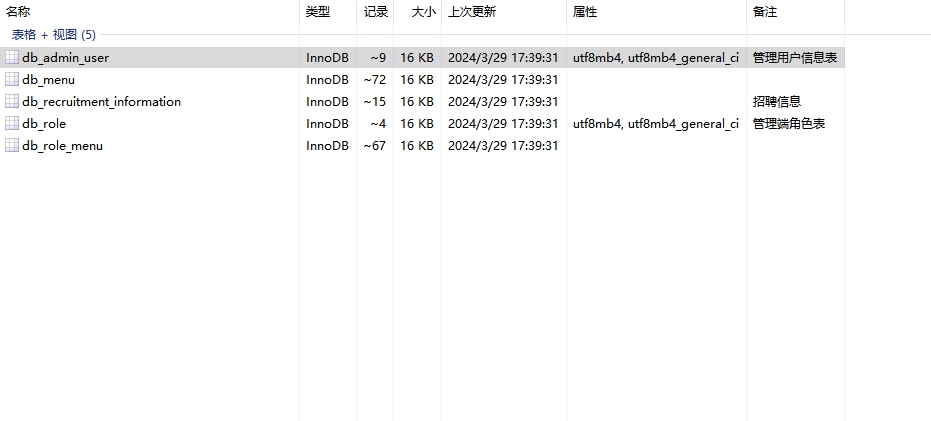 名称 类型 记录 大小 上次更新 属性 备注
表格 + 视图 (5)
db_admin_user InnoDB ~9 16 KB 2024/3/29 17:39:31 utf8mb4, utf8mb4_general_ci 管理用户信息表
db_menu InnoDB ~72 16 KB 2024/3/29 17:39:31
db_recruitment_information InnoDB ~15 16 KB 2024/3/29 17:39:31 招聘信息
db_role InnoDB ~4 16 KB 2024/3/29 17:39:31 utf8mb4, utf8mb4_general_ci 管理端角色表
db_role_menu InnoDB ~67 16 KB 2024/3/29 17:39:31